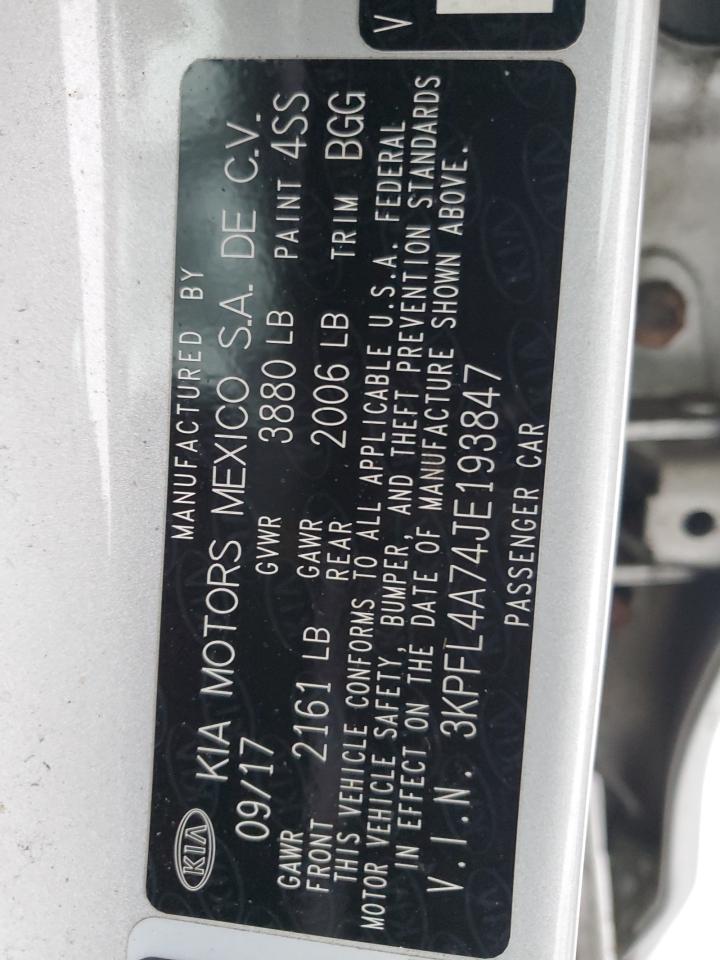 V
KIA
MANUFACTURED BY
KIA MOTORS MEXICO S.A. DE C.V.
09/17 GVWR 3880 LB PAINT 4SS
GAWR FRONT 2161 LB GAWR REAR 2006 LB TRIM BGG
THIS VEHICLE CONFORMS TO ALL APPLICABLE U.S.A. FEDERAL
MOTOR VEHICLE SAFETY, BUMPER, AND THEFT PREVENTION STANDARDS
IN EFFECT ON THE DATE OF MANUFACTURE SHOWN ABOVE.
V.I.N. 3KPFL4A74JE193847
PASSENGER CAR